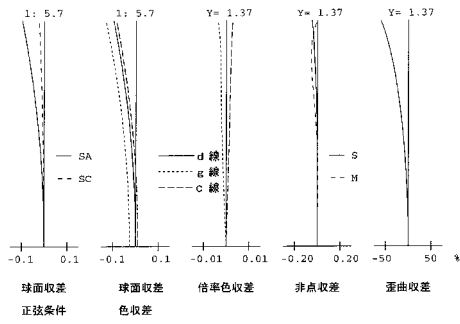 1: 5.7 1: 5.7 Y= 1.37 Y= 1.37 Y= 1.37
SA
SC
d 線
g 線
C 線
S
M
-0.1 0.1 -0.1 0.1 -0.01 0.01 -0.20 0.20 -50 50 %
球面収差 球面収差 倍率色収差 非点収差 歪曲収差
正弦条件 色収差